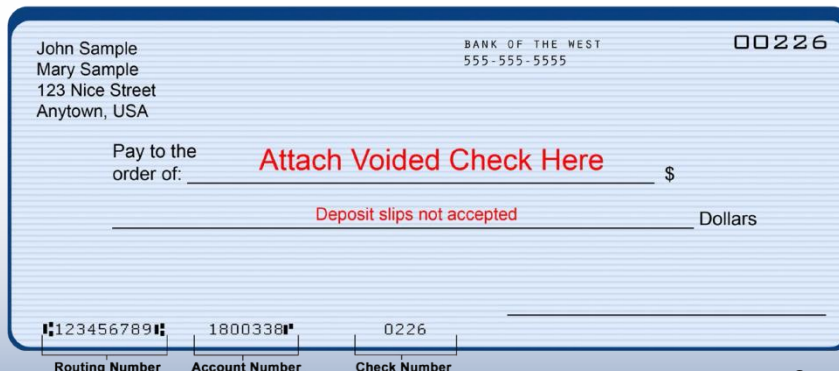 John Sample
Mary Sample
123 Nice Street
Anytown, USA
BANK OF THE WEST
555-555-5555
00226
Pay to the
order of: Attach Voided Check Here $
Deposit slips not accepted Dollars
⑆123456789⑆ 1800338⑈ 0226
Routing Number Account Number Check Number